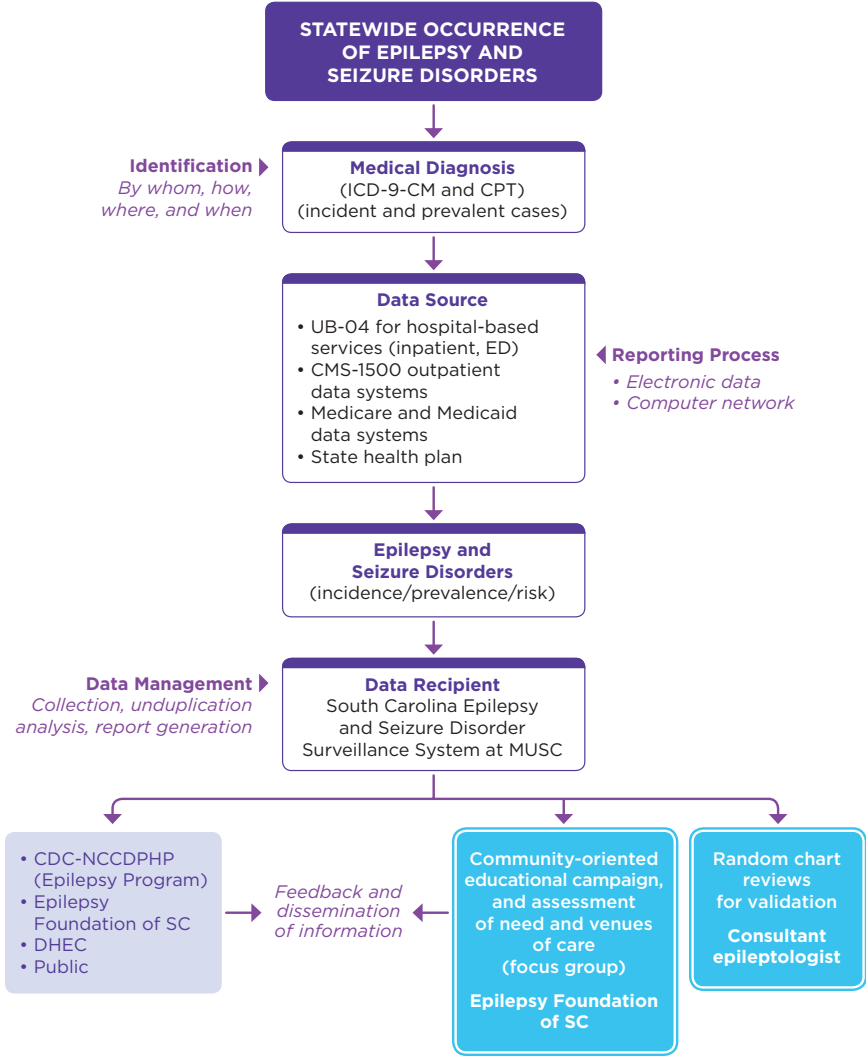 STATEWIDE OCCURRENCE
OF EPILEPSY AND
SEIZURE DISORDERS
Identification
By whom, how,
where, and when
Medical Diagnosis
(ICD-9-CM and CPT)
(incident and prevalent cases)
Data Source
• UB-04 for hospital-based
services (inpatient, ED)
• CMS-1500 outpatient
data systems
• Medicare and Medicaid
data systems
• State health plan
Reporting Process
• Electronic data
• Computer network
Epilepsy and
Seizure Disorders
(incidence/prevalence/risk)
Data Management
Collection, unduplication
analysis, report generation
Data Recipient
South Carolina Epilepsy
and Seizure Disorder
Surveillance System at MUSC
• CDC-NCCDPHP
(Epilepsy Program)
• Epilepsy
Foundation of SC
• DHEC
• Public
Feedback and
dissemination
of information
Community-oriented
educational campaign,
and assessment
of need and venues
of care
(focus group)
Epilepsy Foundation
of SC
Random chart
reviews
for validation
Consultant
epileptologist